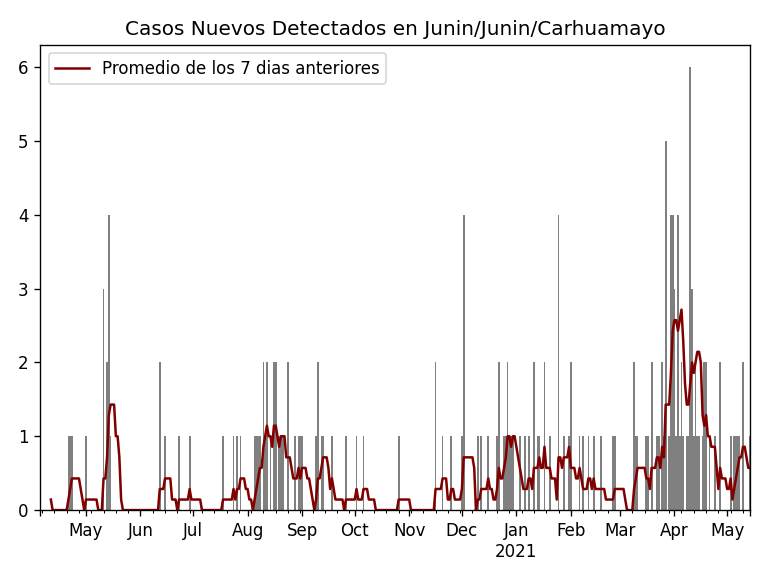 Casos Nuevos Detectados en Junin/Junin/Carhuamayo
Promedio de los 7 dias anteriores
6
5
4
3
2
1
0
May Jun Jul Aug Sep Oct Nov Dec Jan Feb Mar Apr May
2021